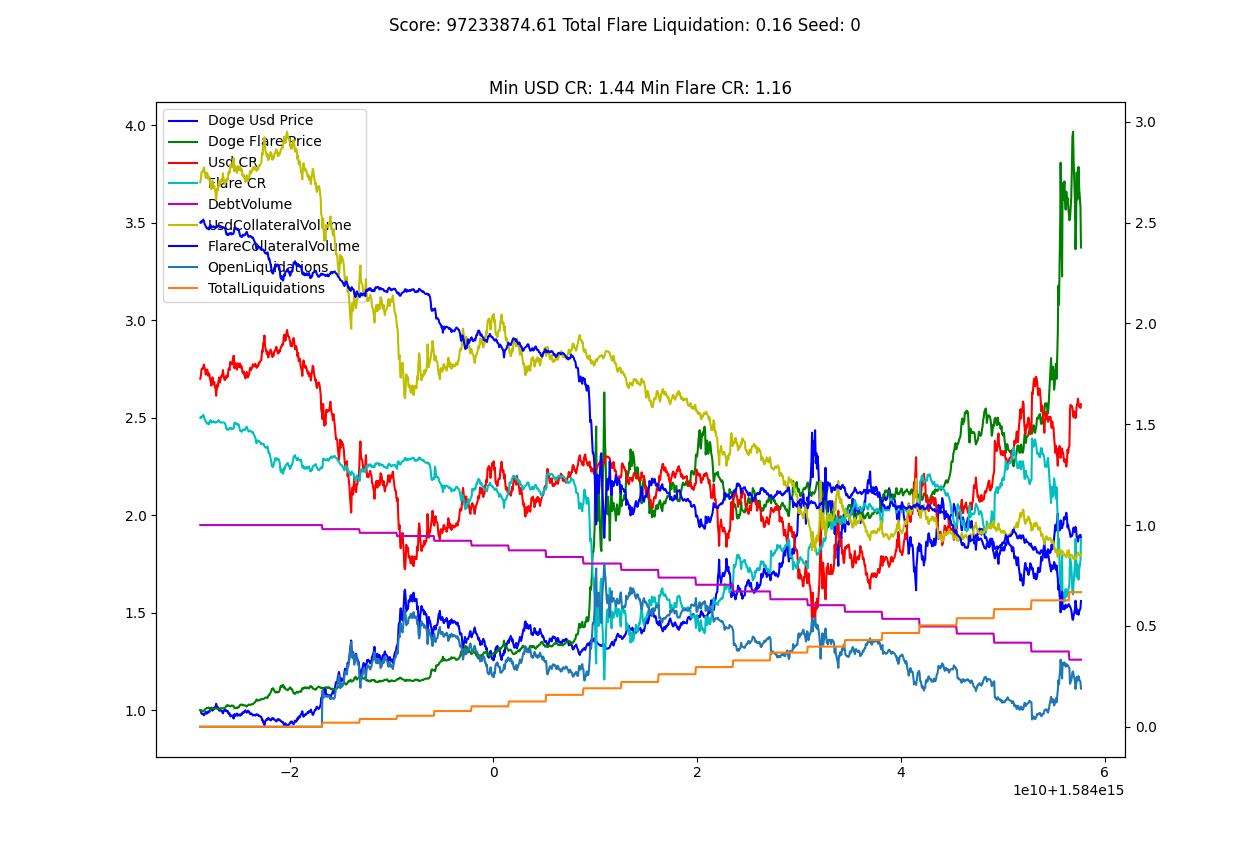 Score: 97233874.61 Total Flare Liquidation: 0.16 Seed: 0
Min USD CR: 1.44 Min Flare CR: 1.16
Doge Usd Price
Doge Flare Price
Usd CR
Flare CR
DebtVolume
UsdCollateralVolume
FlareCollateralVolume
OpenLiquidations
TotalLiquidations
4.0
3.5
3.0
2.5
2.0
1.5
1.0
3.0
2.5
2.0
1.5
1.0
0.5
0.0
−2
0
2
4
6
1e10+1.584e15